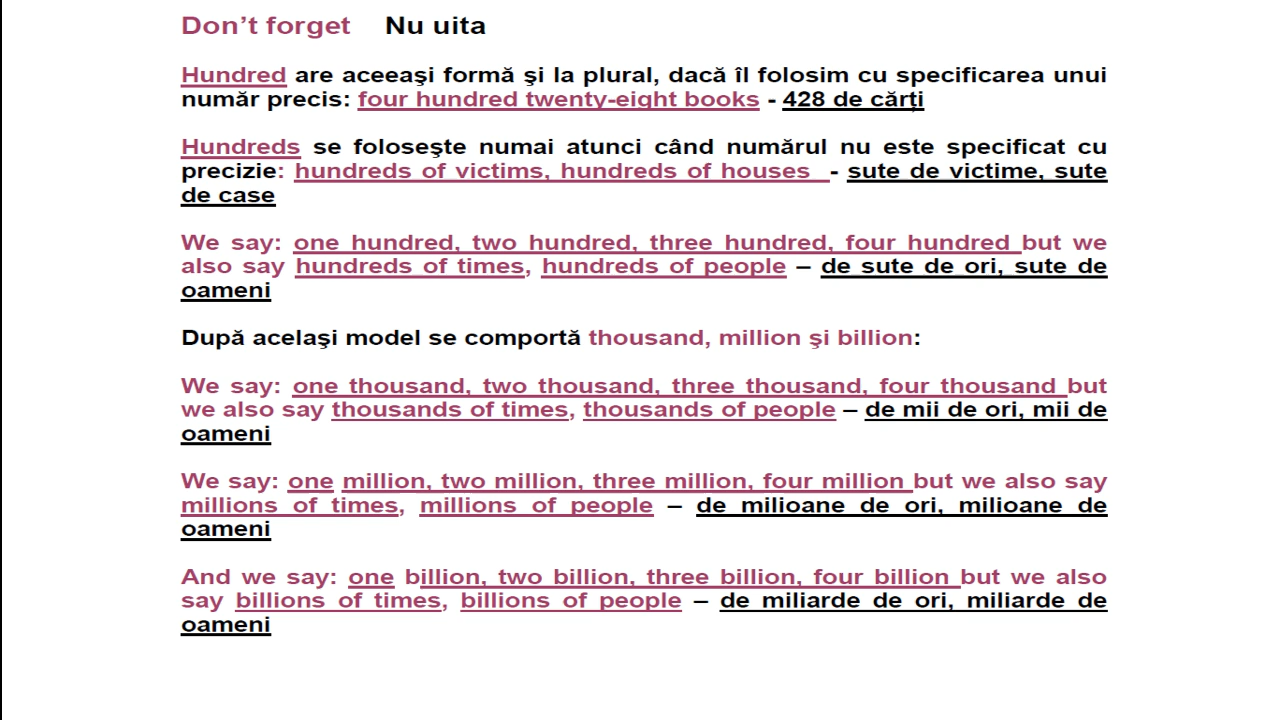 Don’t forget Nu uita
Hundred are aceeaşi formă şi la plural, dacă îl folosim cu specificarea unui
număr precis: four hundred twenty-eight books - 428 de cărţi
Hundreds se foloseşte numai atunci când numărul nu este specificat cu
precizie: hundreds of victims, hundreds of houses - sute de victime, sute
de case
We say: one hundred, two hundred, three hundred, four hundred but we
also say hundreds of times, hundreds of people – de sute de ori, sute de
oameni
După acelaşi model se comportă thousand, million şi billion:
We say: one thousand, two thousand, three thousand, four thousand but
we also say thousands of times, thousands of people – de mii de ori, mii de
oameni
We say: one million, two million, three million, four million but we also say
millions of times, millions of people – de milioane de ori, milioane de
oameni
And we say: one billion, two billion, three billion, four billion but we also
say billions of times, billions of people – de miliarde de ori, miliarde de
oameni